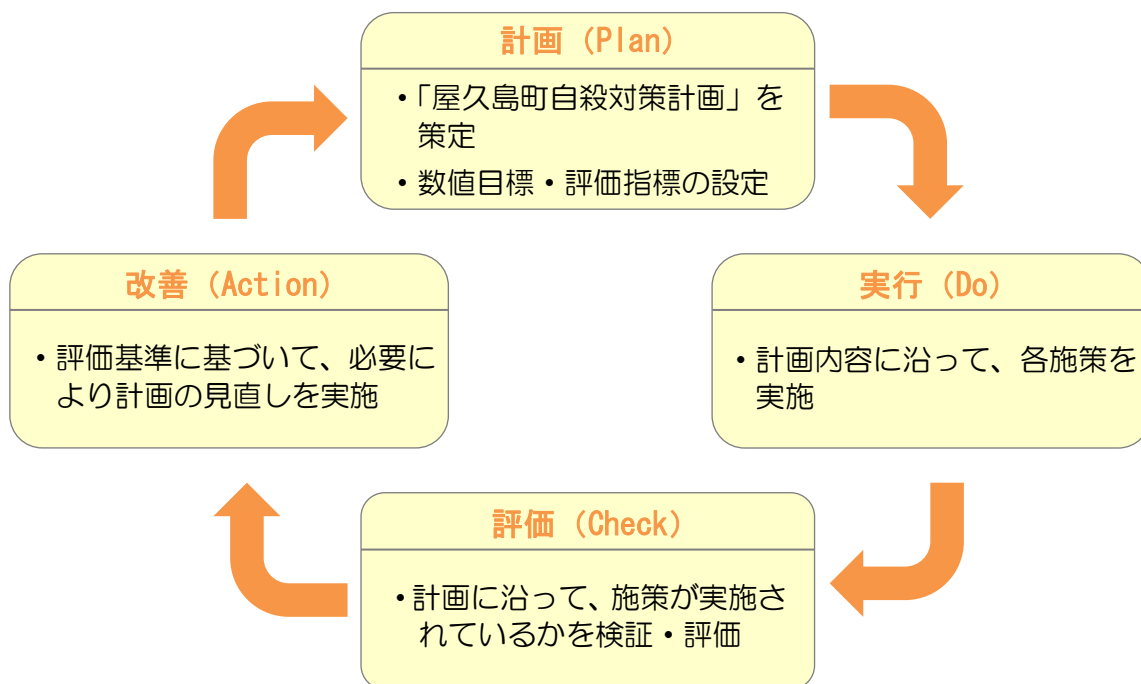 計画（Plan）
・「屋久島町自殺対策計画」を
策定
・数値目標・評価指標の設定
改善（Action）
・評価基準に基づいて、必要に
より計画の見直しを実施
実行（Do）
・計画内容に沿って、各施策を
実施
評価（Check）
・計画に沿って、施策が実施さ
れているかを検証・評価